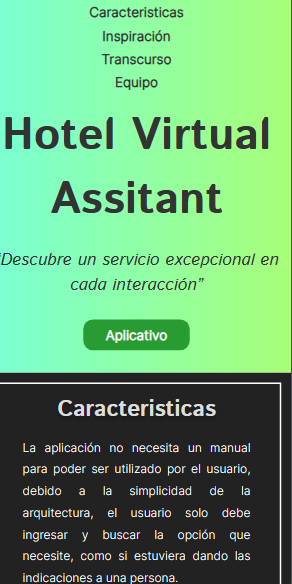 Caracteristicas
Inspiración
Transcurso
Equipo
Hotel Virtual
Assitant
"Descubre un servicio excepcional en
cada interacción"
Aplicativo
Caracteristicas
La aplicación no necesita un manual
para poder ser utilizado por el usuario,
debido a la simplicidad de la
arquitectura, el usuario solo debe
ingresar y buscar la opción que
necesite, como si estuviera dando las
indicaciones a una persona.